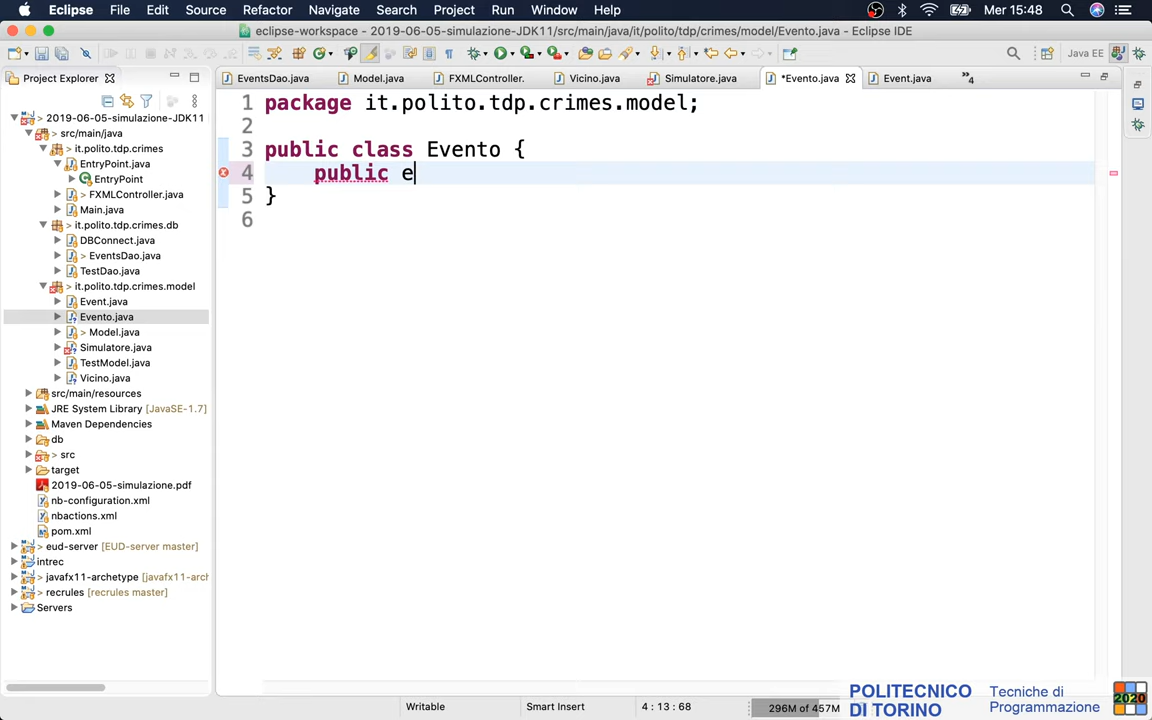 Eclipse File Edit Source Refactor Navigate Search Project Run Window Help Mer 15:48
eclipse-workspace - 2019-06-05-simulazione-JDK11/src/main/java/it/polito/tdp/crimes/model/Evento.java - Eclipse IDE
Java EE
Project Explorer
EventsDao.java Model.java FXMLController. Vicino.java Simulatore.java *Evento.java Event.java »4
2019-06-05-simulazione-JDK11
src/main/java
it.polito.tdp.crimes
EntryPoint.java
EntryPoint
> FXMLController.java
Main.java
it.polito.tdp.crimes.db
DBConnect.java
> EventsDao.java
TestDao.java
it.polito.tdp.crimes.model
Event.java
Evento.java
> Model.java
Simulatore.java
TestModel.java
Vicino.java
src/main/resources
JRE System Library [JavaSE-1.7]
Maven Dependencies
db
> src
target
2019-06-05-simulazione.pdf
nb-configuration.xml
nbactions.xml
pom.xml
> eud-server [EUD-server master]
intrec
> javafx11-archetype [javafx11-arch
> recrules [recrules master]
Servers
1 package it.polito.tdp.crimes.model;
2
3 public class Evento {
4 public e
5 }
6
Writable Smart Insert 4 : 13 : 68 296M of 457M
POLITECNICO
DI TORINO
Tecniche di
Programmazione
2020